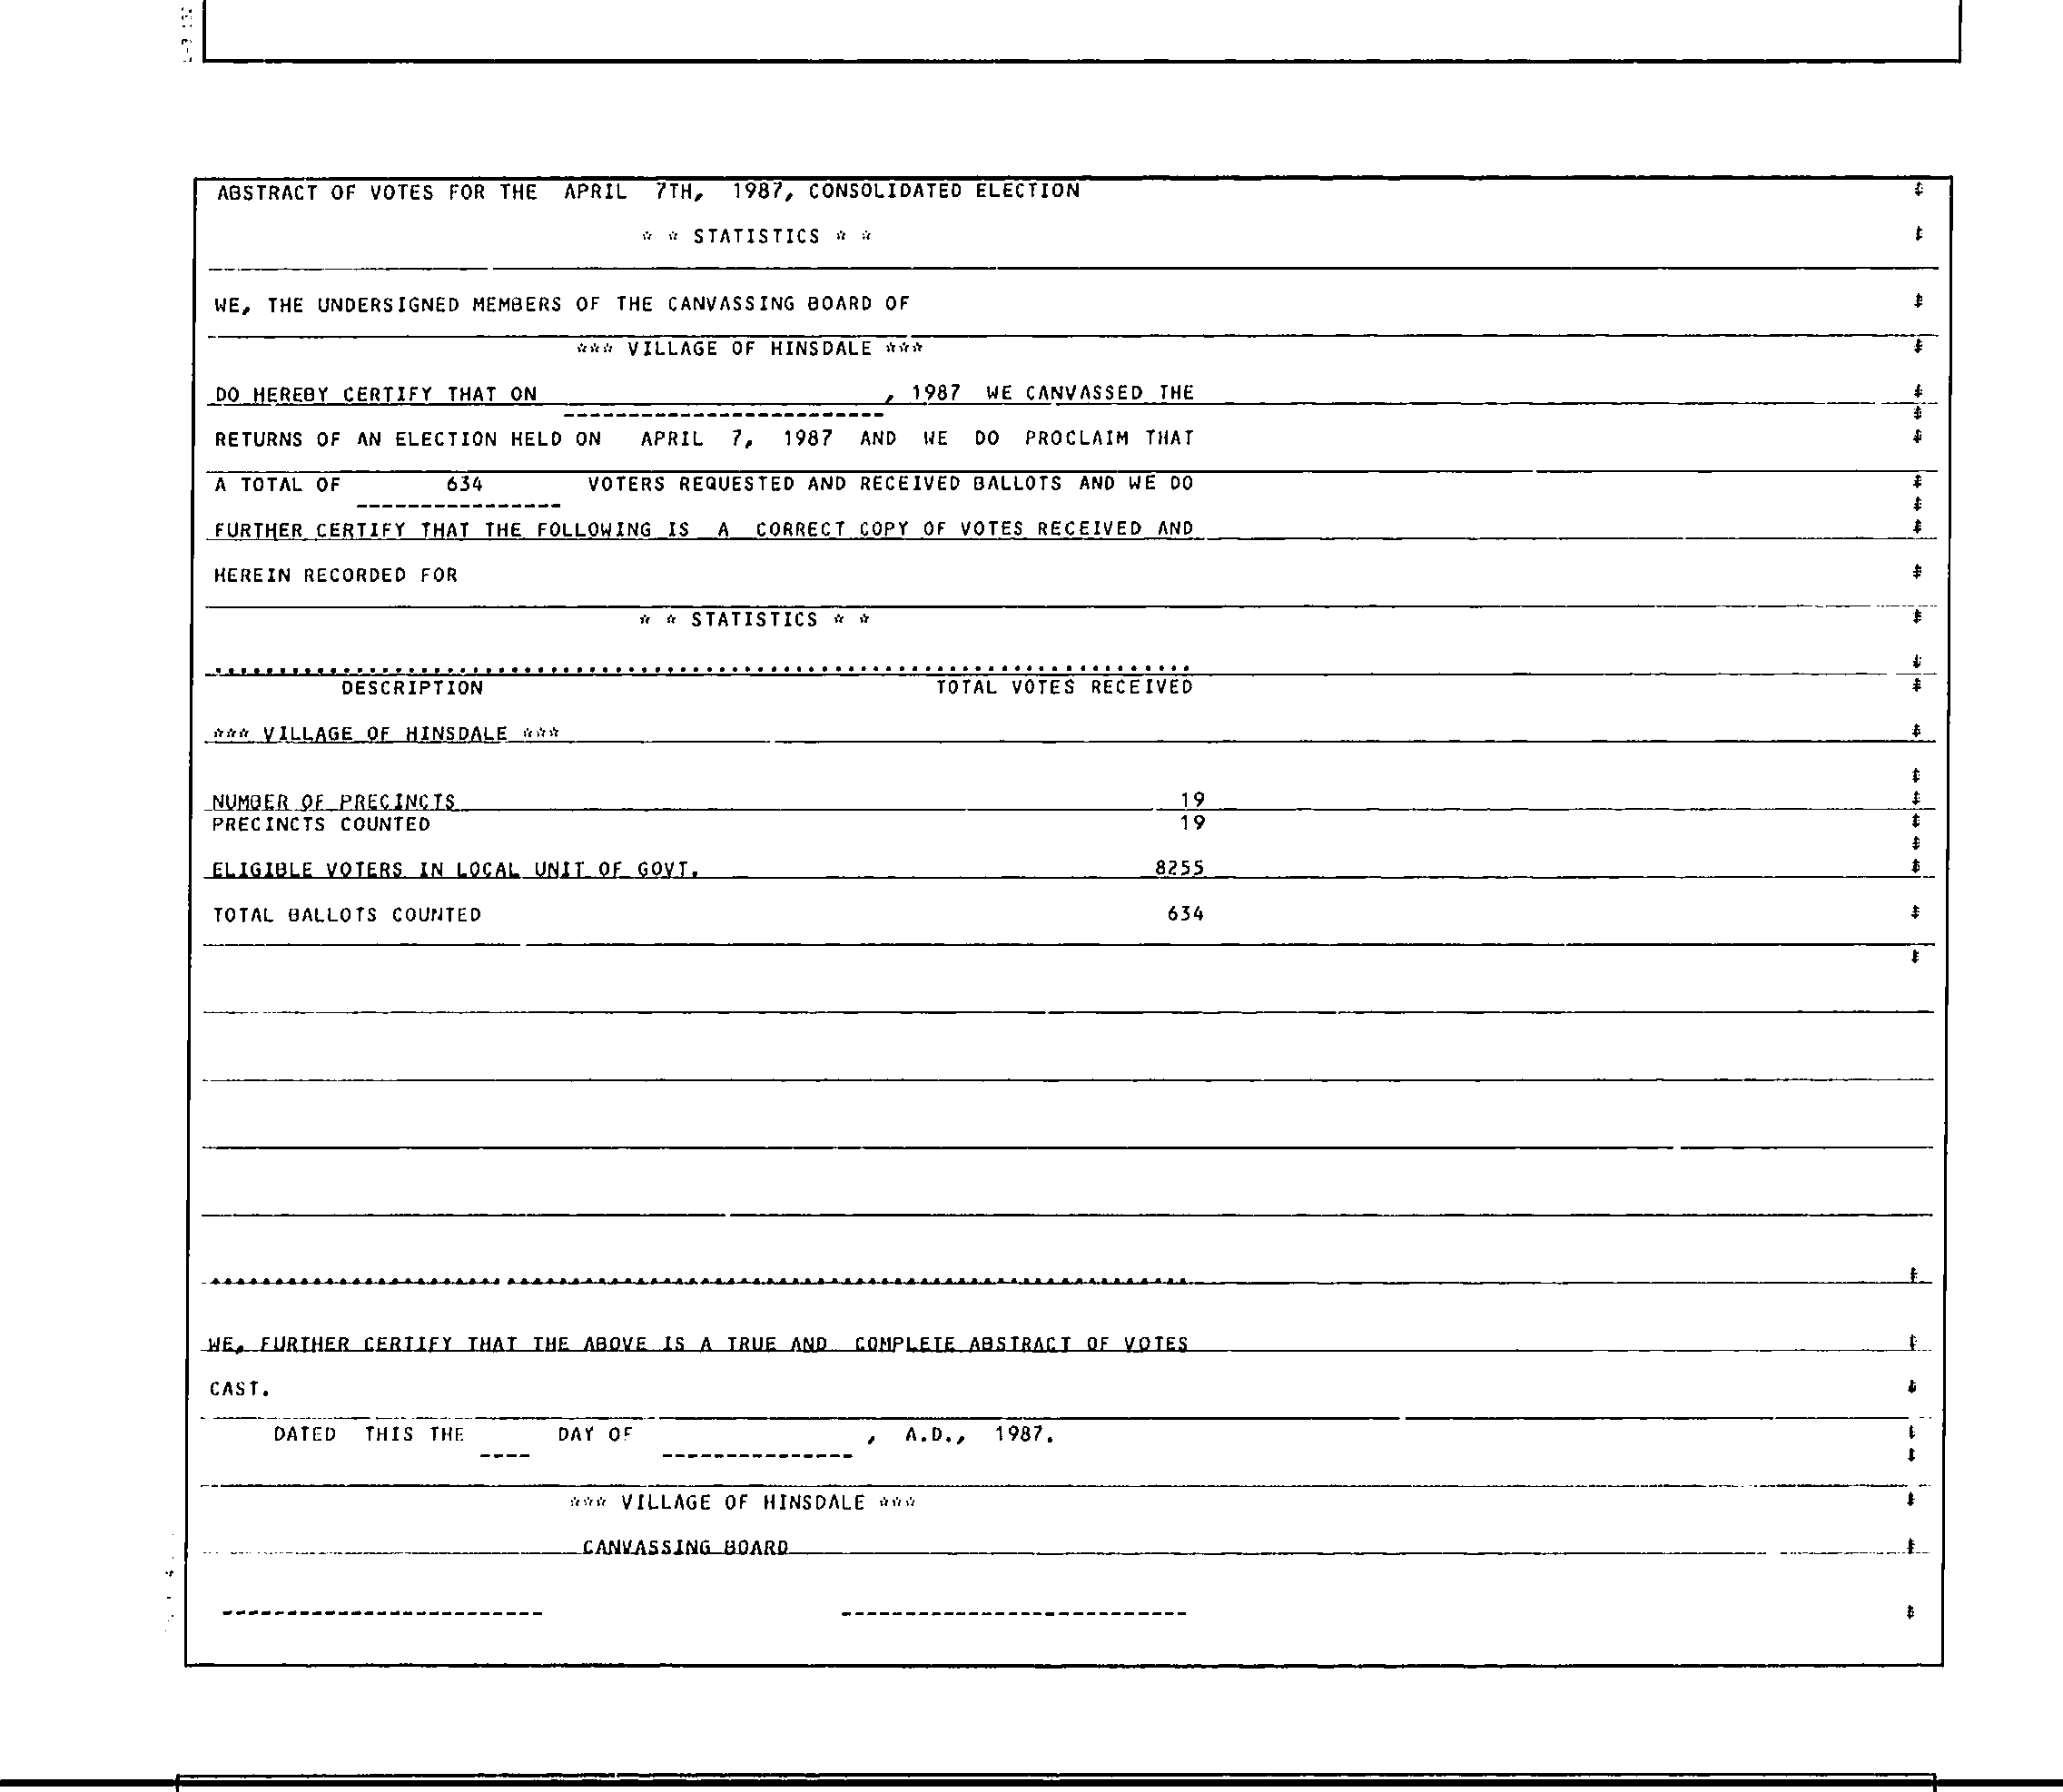 ABSTRACT OF VOTES FOR THE APRIL 7TH, 1987, CONSOLIDATED ELECTION
* * STATISTICS * *
WE, THE UNDERSIGNED MEMBERS OF THE CANVASSING BOARD OF
*** VILLAGE OF HINSDALE ***
DO HEREBY CERTIFY THAT ON , 1987 WE CANVASSED THE
RETURNS OF AN ELECTION HELD ON APRIL 7, 1987 AND WE DO PROCLAIM THAT
A TOTAL OF 634 VOTERS REQUESTED AND RECEIVED BALLOTS AND WE DO
FURTHER CERTIFY THAT THE FOLLOWING IS A CORRECT COPY OF VOTES RECEIVED AND
HEREIN RECORDED FOR
* * STATISTICS * *
DESCRIPTION TOTAL VOTES RECEIVED
*** VILLAGE OF HINSDALE ***
NUMBER OF PRECINCTS 19
PRECINCTS COUNTED 19
ELIGIBLE VOTERS IN LOCAL UNIT OF GOVT. 8255
TOTAL BALLOTS COUNTED 634
WE, FURTHER CERTIFY THAT THE ABOVE IS A TRUE AND COMPLETE ABSTRACT OF VOTES
CAST.
DATED THIS THE ---- DAY OF --------------- , A.D., 1987.
*** VILLAGE OF HINSDALE ***
CANVASSING BOARD